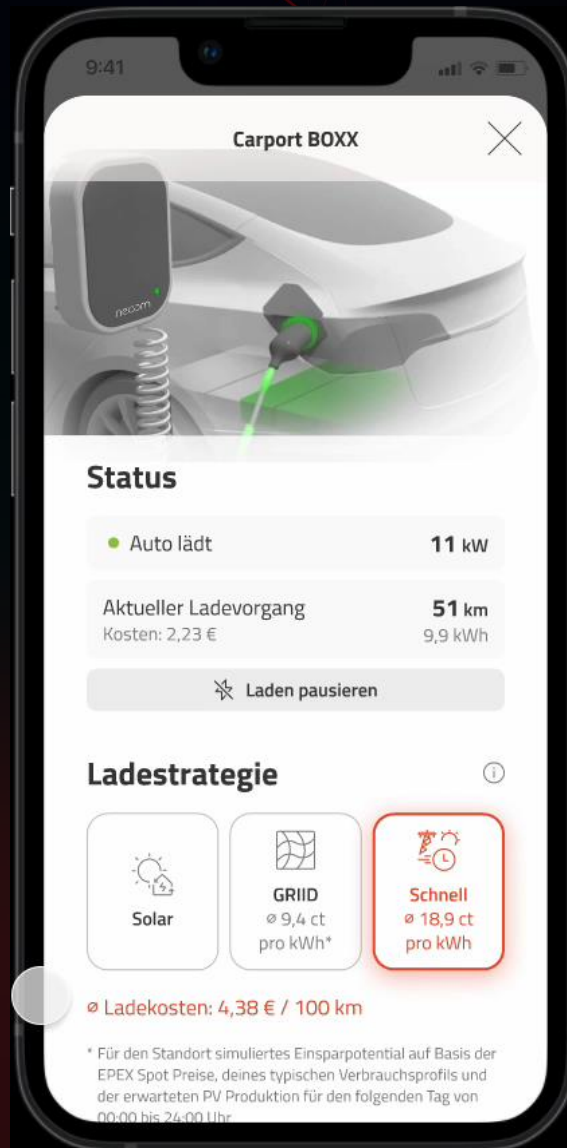 9:41
Carport BOXX
neoom
Status
Auto lädt 11 kW
Aktueller Ladevorgang 51 km
Kosten: 2,23 € 9,9 kWh
Laden pausieren
Ladestrategie
Solar
GRIID
ø 9,4 ct
pro kWh*
Schnell
ø 18,9 ct
pro kWh
ø Ladekosten: 4,38 € / 100 km
* Für den Standort simuliertes Einsparpotential auf Basis der
EPEX Spot Preise, deines typischen Verbrauchsprofils und
der erwarteten PV Produktion für den folgenden Tag von
00:00 bis 24:00 Uhr